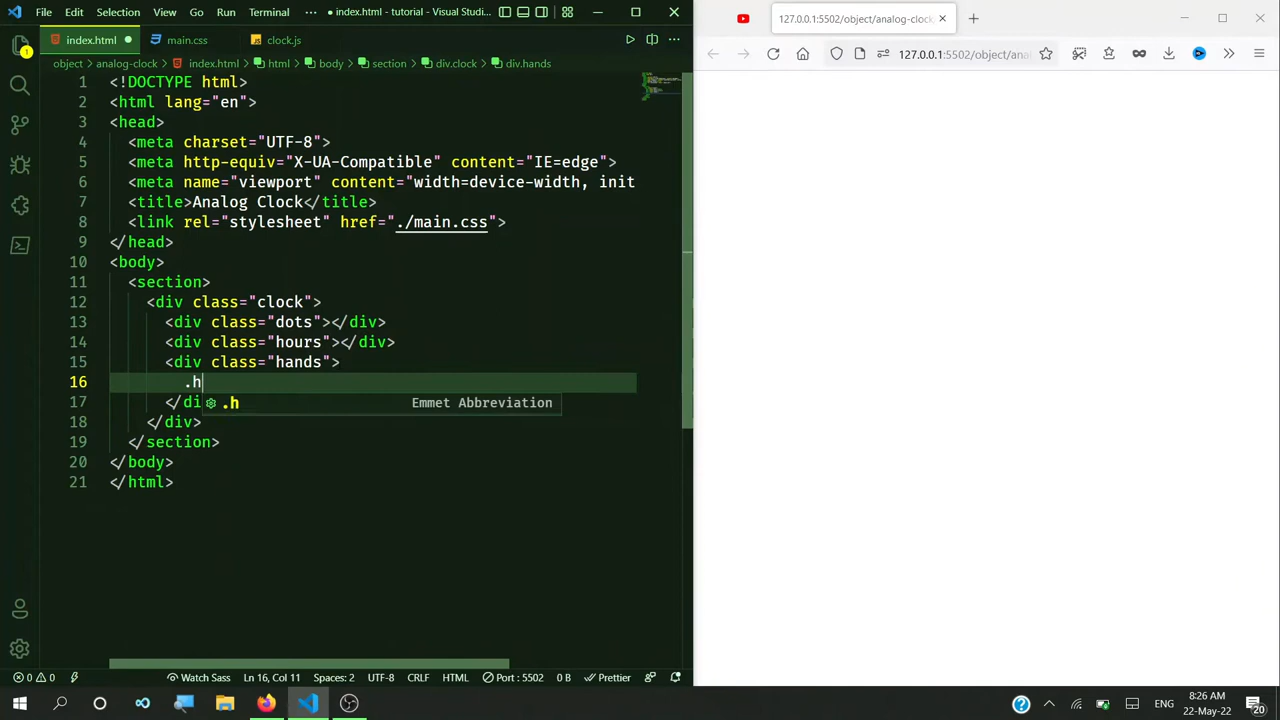 File Edit Selection View Go Run Terminal ··· ● index.html - tutorial - Visual Studi...
127.0.0.1:5502/object/analog-clock
index.html ● main.css clock.js
127.0.0.1:5502/object/ana
object > analog-clock > index.html > html > body > section > div.clock > div.hands
1 <!DOCTYPE html>
2 <html lang="en">
3 <head>
4 <meta charset="UTF-8">
5 <meta http-equiv="X-UA-Compatible" content="IE=edge">
6 <meta name="viewport" content="width=device-width, init
7 <title>Analog Clock</title>
8 <link rel="stylesheet" href="./main.css">
9 </head>
10 <body>
11 <section>
12 <div class="clock">
13 <div class="dots"></div>
14 <div class="hours"></div>
15 <div class="hands">
16 .h
.h Emmet Abbreviation
17 </di
18 </div>
19 </section>
20 </body>
21 </html>
1
0 0 Watch Sass Ln 16, Col 11 Spaces: 2 UTF-8 CRLF HTML Port : 5502 0 B Prettier
ENG 8:26 AM
22-May-22 20